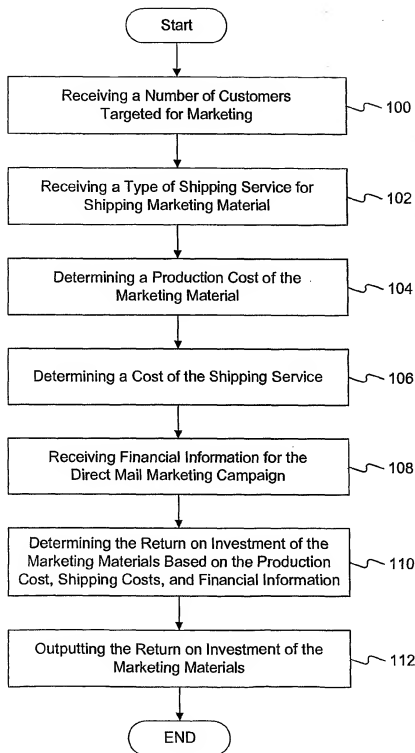 Start
Receiving a Number of Customers
Targeted for Marketing
100
Receiving a Type of Shipping Service for
Shipping Marketing Material
102
Determining a Production Cost of the
Marketing Material
104
Determining a Cost of the Shipping Service
106
Receiving Financial Information for the
Direct Mail Marketing Campaign
108
Determining the Return on Investment of the
Marketing Materials Based on the Production
Cost, Shipping Costs, and Financial Information
110
Outputting the Return on Investment of the
Marketing Materials
112
END